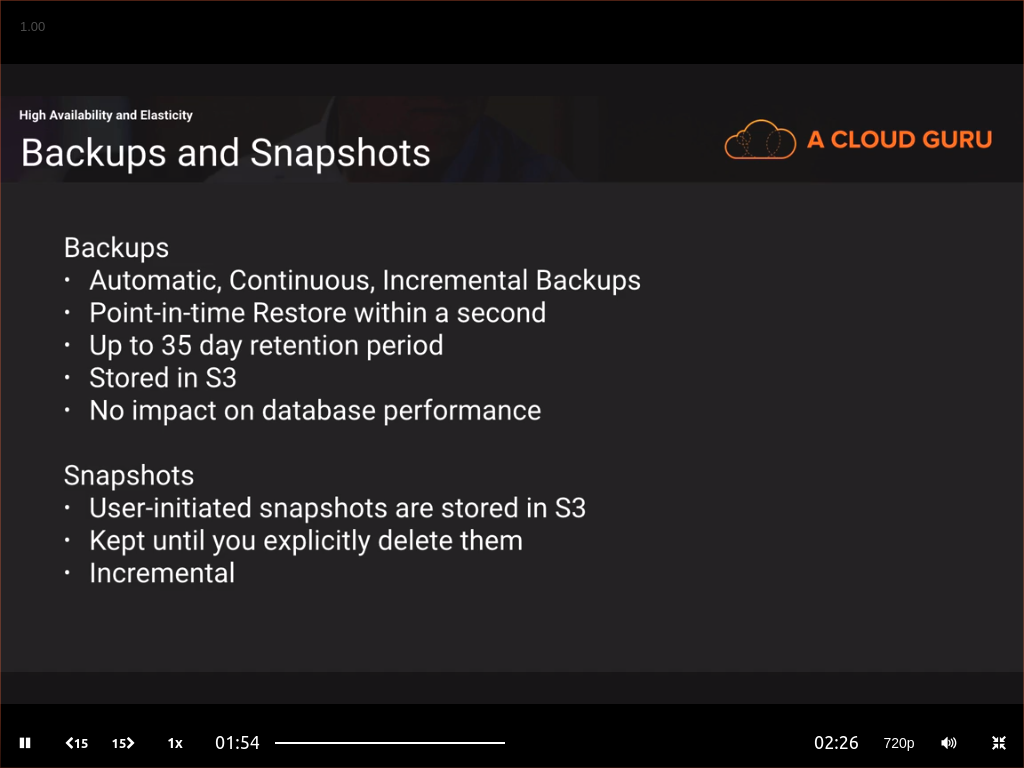 1.00
High Availability and Elasticity
Backups and Snapshots
A CLOUD GURU
Backups
• Automatic, Continuous, Incremental Backups
• Point-in-time Restore within a second
• Up to 35 day retention period
• Stored in S3
• No impact on database performance
Snapshots
• User-initiated snapshots are stored in S3
• Kept until you explicitly delete them
• Incremental
15 15 1x 01:54 02:26 720p